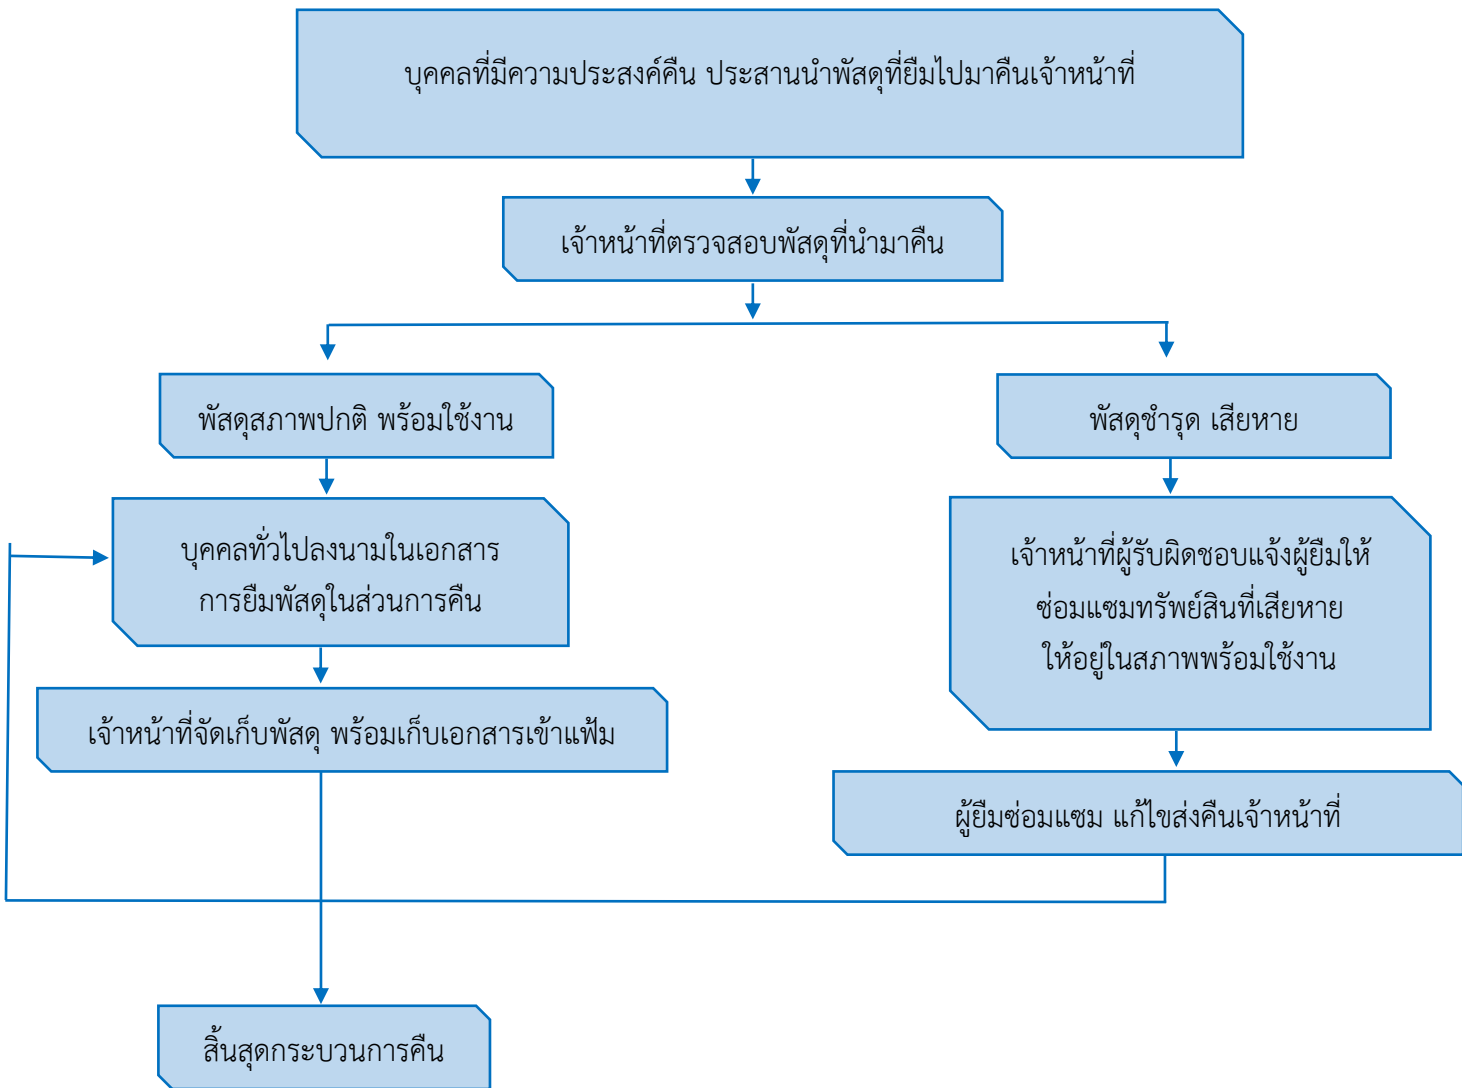 บุคคลที่มีความประสงค์คืน ประสานนำพัสดุที่ยืมไปมาคืนเจ้าหน้าที่
เจ้าหน้าที่ตรวจสอบพัสดุที่นำมาคืน
พัสดุสภาพปกติ พร้อมใช้งาน
พัสดุชำรุด เสียหาย
บุคคลทั่วไปลงนามในเอกสาร
การยืมพัสดุในส่วนการคืน
เจ้าหน้าที่ผู้รับผิดชอบแจ้งผู้ยืมให้
ซ่อมแซมทรัพย์สินที่เสียหาย
ให้อยู่ในสภาพพร้อมใช้งาน
เจ้าหน้าที่จัดเก็บพัสดุ พร้อมเก็บเอกสารเข้าแฟ้ม
ผู้ยืมซ่อมแซม แก้ไขส่งคืนเจ้าหน้าที่
สิ้นสุดกระบวนการคืน